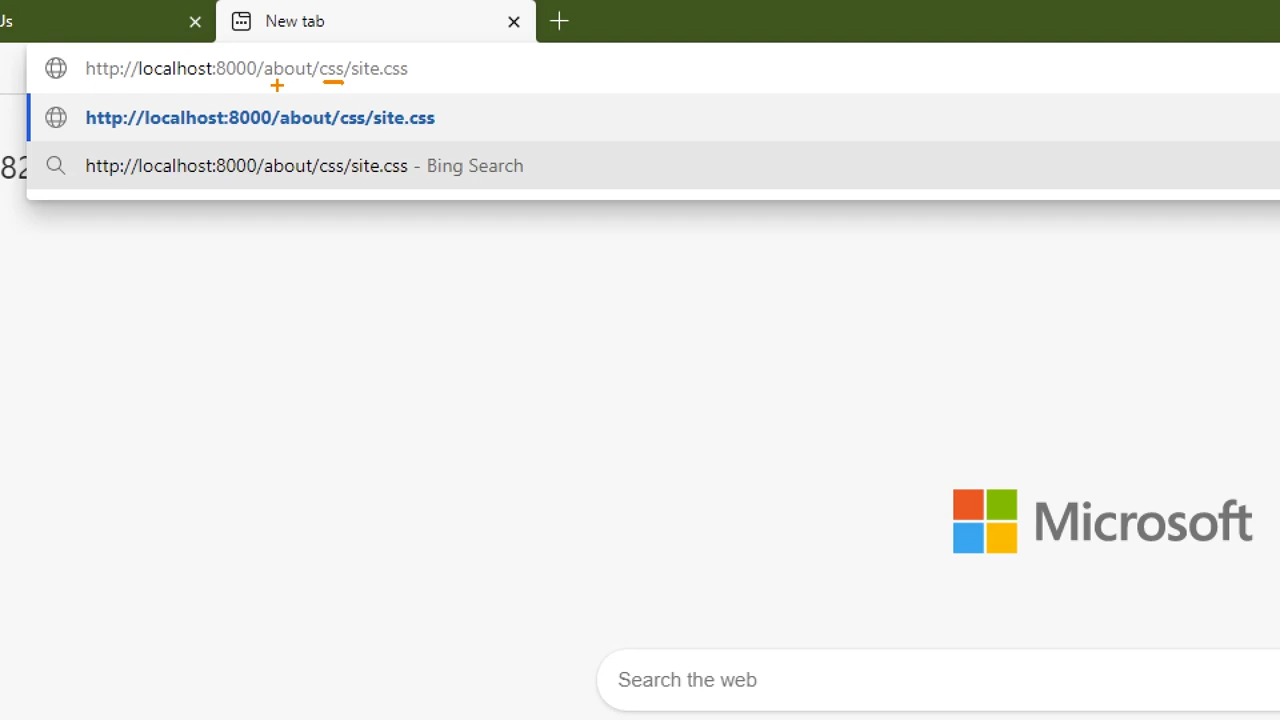 Js
New tab
http://localhost:8000/about/css/site.css
http://localhost:8000/about/css/site.css
http://localhost:8000/about/css/site.css - Bing Search
82
Microsoft
Search the web